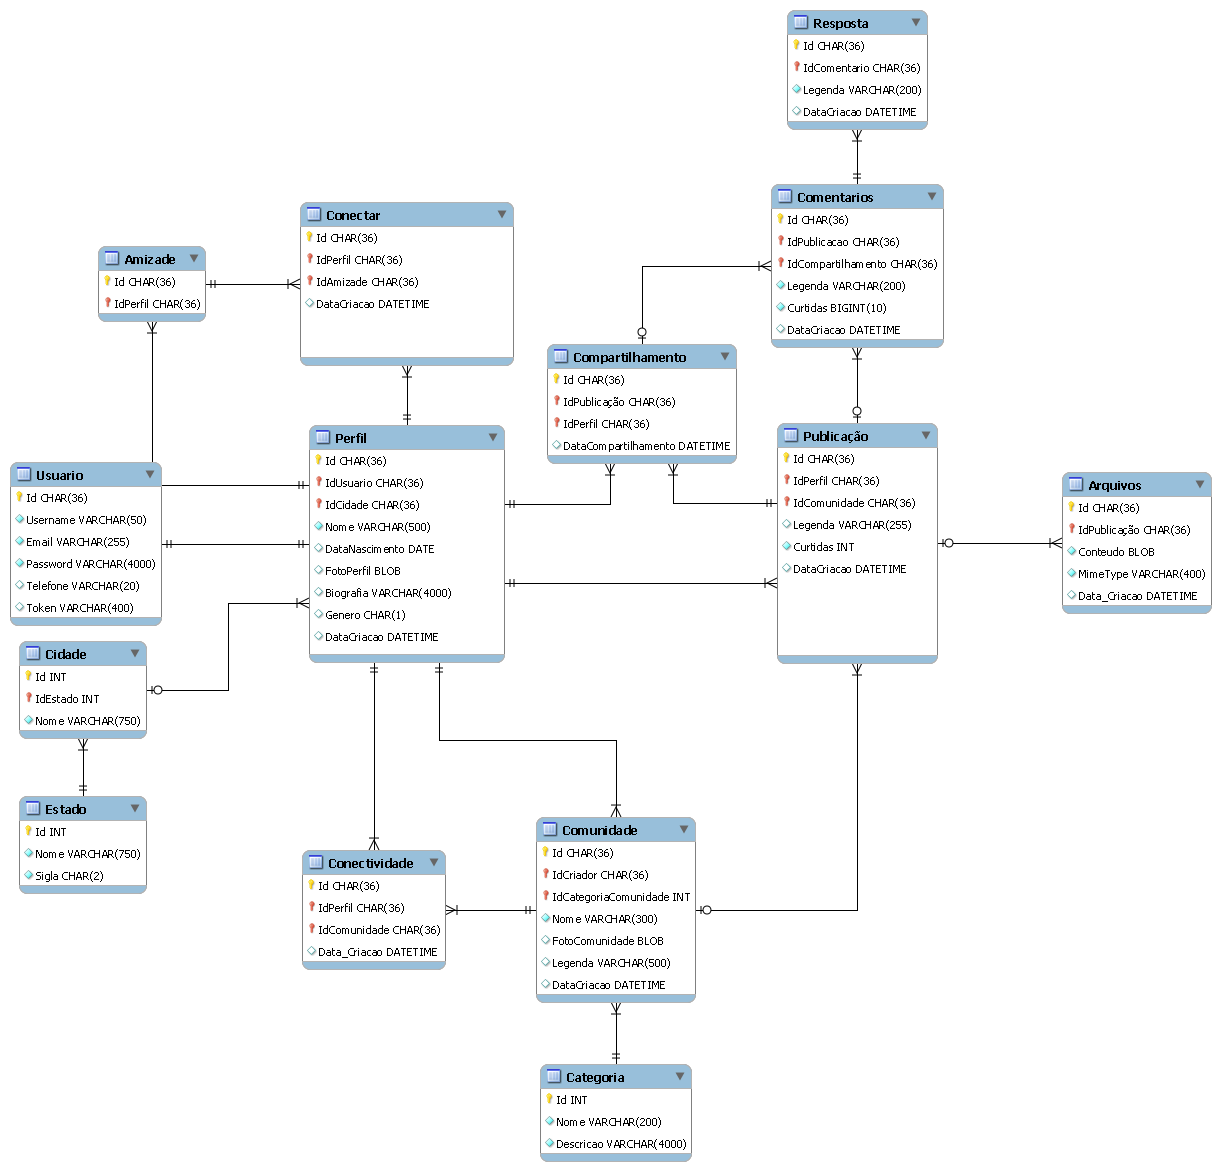 Resposta
Id CHAR(36)
IdComentario CHAR(36)
Legenda VARCHAR(200)
DataCriacao DATETIME
Comentarios
Id CHAR(36)
IdPublicacao CHAR(36)
IdCompartilhamento CHAR(36)
Legenda VARCHAR(200)
Curtidas BIGINT(10)
DataCriacao DATETIME
Conectar
Id CHAR(36)
IdPerfil CHAR(36)
IdAmizade CHAR(36)
DataCriacao DATETIME
Amizade
Id CHAR(36)
IdPerfil CHAR(36)
Compartilhamento
Id CHAR(36)
IdPublicação CHAR(36)
IdPerfil CHAR(36)
DataCompartilhamento DATETIME
Perfil
Id CHAR(36)
IdUsuario CHAR(36)
IdCidade CHAR(36)
Nome VARCHAR(500)
DataNascimento DATE
FotoPerfil BLOB
Biografia VARCHAR(4000)
Genero CHAR(1)
DataCriacao DATETIME
Publicação
Id CHAR(36)
IdPerfil CHAR(36)
IdComunidade CHAR(36)
Legenda VARCHAR(255)
Curtidas INT
DataCriacao DATETIME
Arquivos
Id CHAR(36)
IdPublicação CHAR(36)
Conteudo BLOB
MimeType VARCHAR(400)
Data_Criacao DATETIME
Usuario
Id CHAR(36)
Username VARCHAR(50)
Email VARCHAR(255)
Password VARCHAR(4000)
Telefone VARCHAR(20)
Token VARCHAR(400)
Cidade
Id INT
IdEstado INT
Nome VARCHAR(750)
Estado
Id INT
Nome VARCHAR(750)
Sigla CHAR(2)
Conectividade
Id CHAR(36)
IdPerfil CHAR(36)
IdComunidade CHAR(36)
Data_Criacao DATETIME
Comunidade
Id CHAR(36)
IdCriador CHAR(36)
IdCategoriaComunidade INT
Nome VARCHAR(300)
FotoComunidade BLOB
Legenda VARCHAR(500)
DataCriacao DATETIME
Categoria
Id INT
Nome VARCHAR(200)
Descricao VARCHAR(4000)